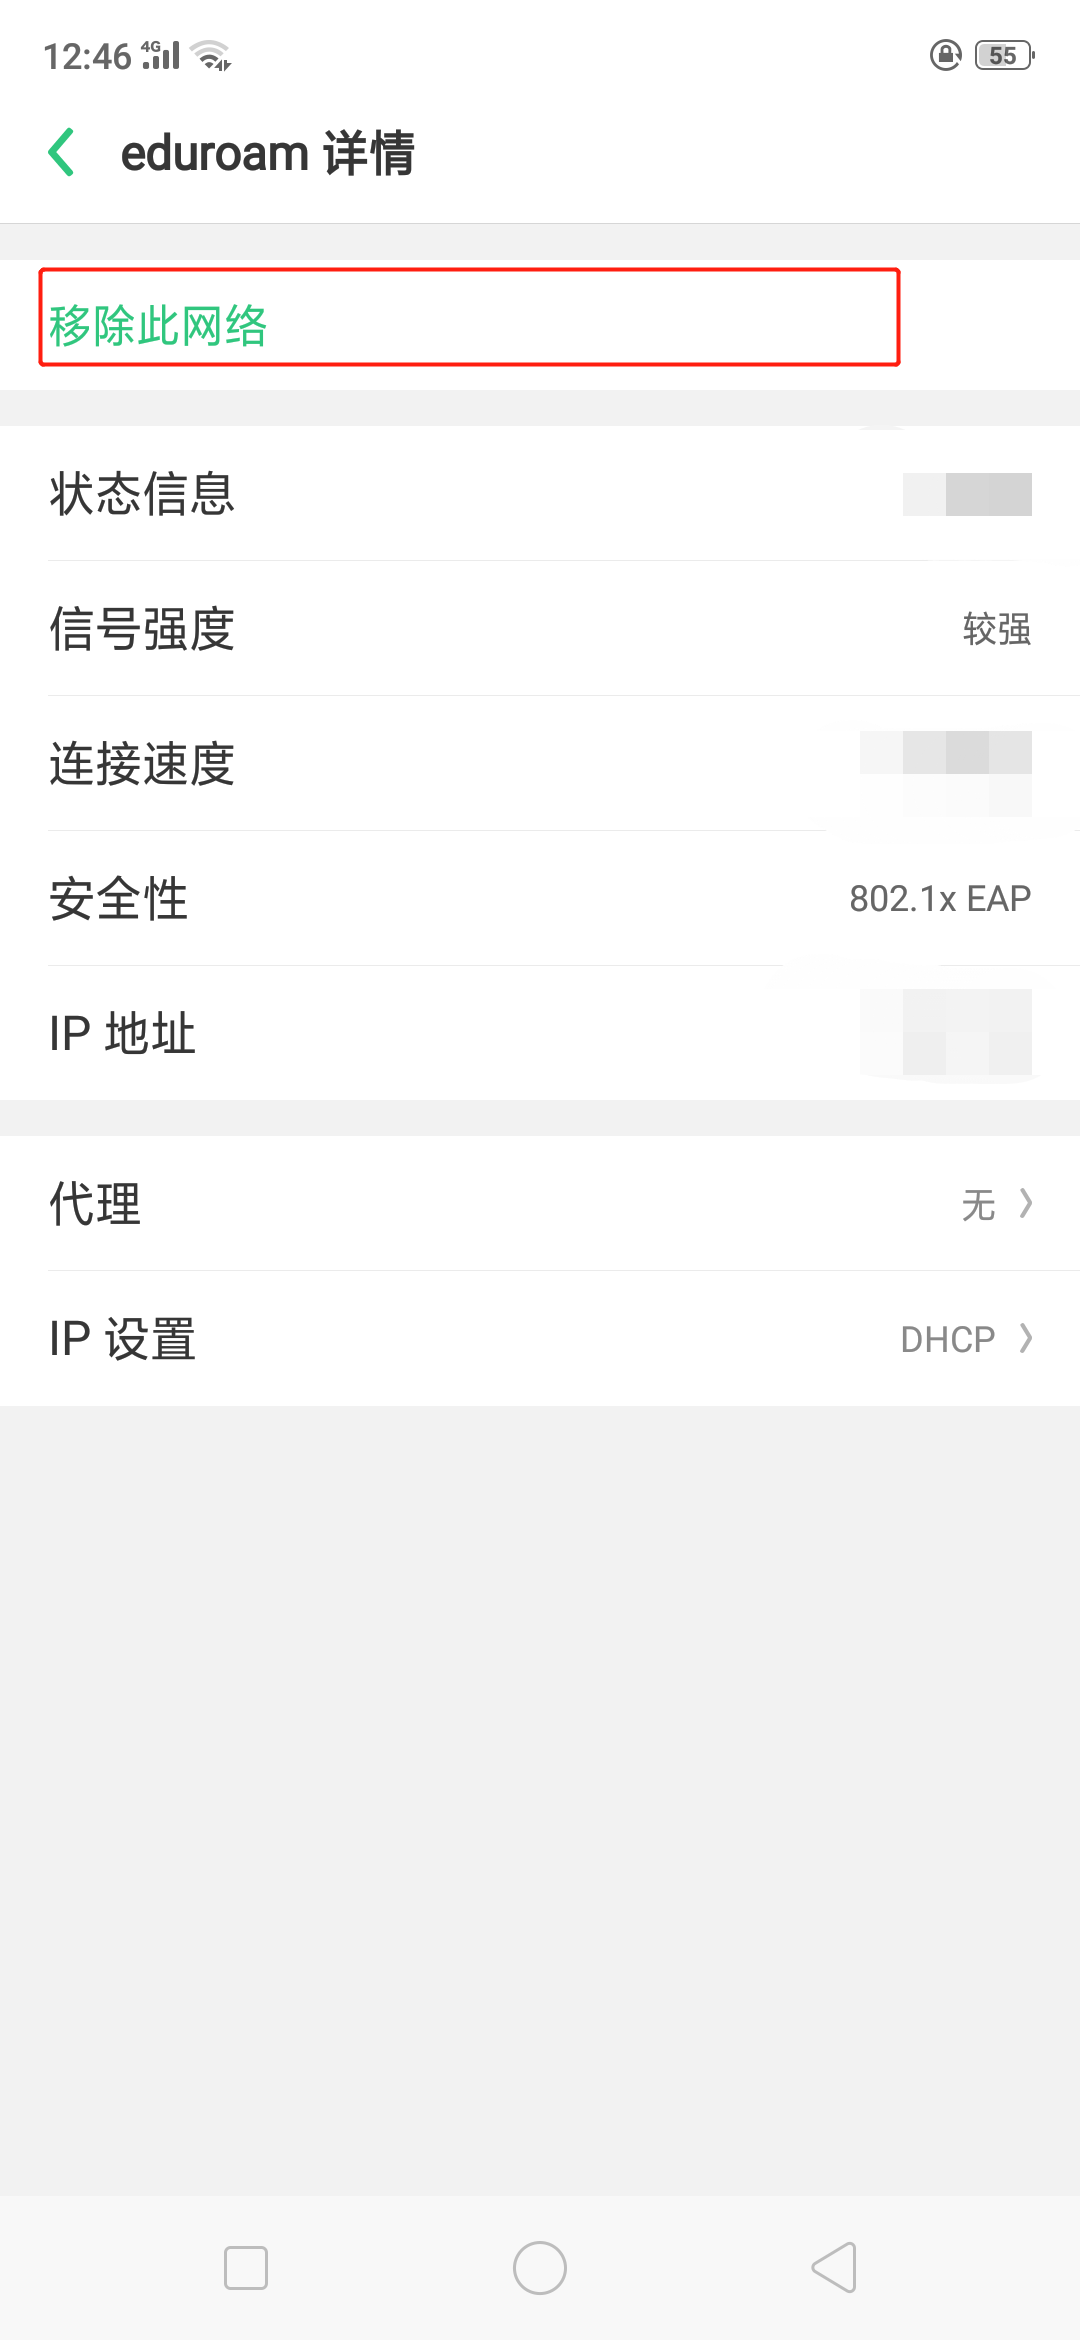 12:46 4G 55
eduroam 详情
移除此网络
状态信息
信号强度 较强
连接速度
安全性 802.1x EAP
IP 地址
代理 无
IP 设置 DHCP